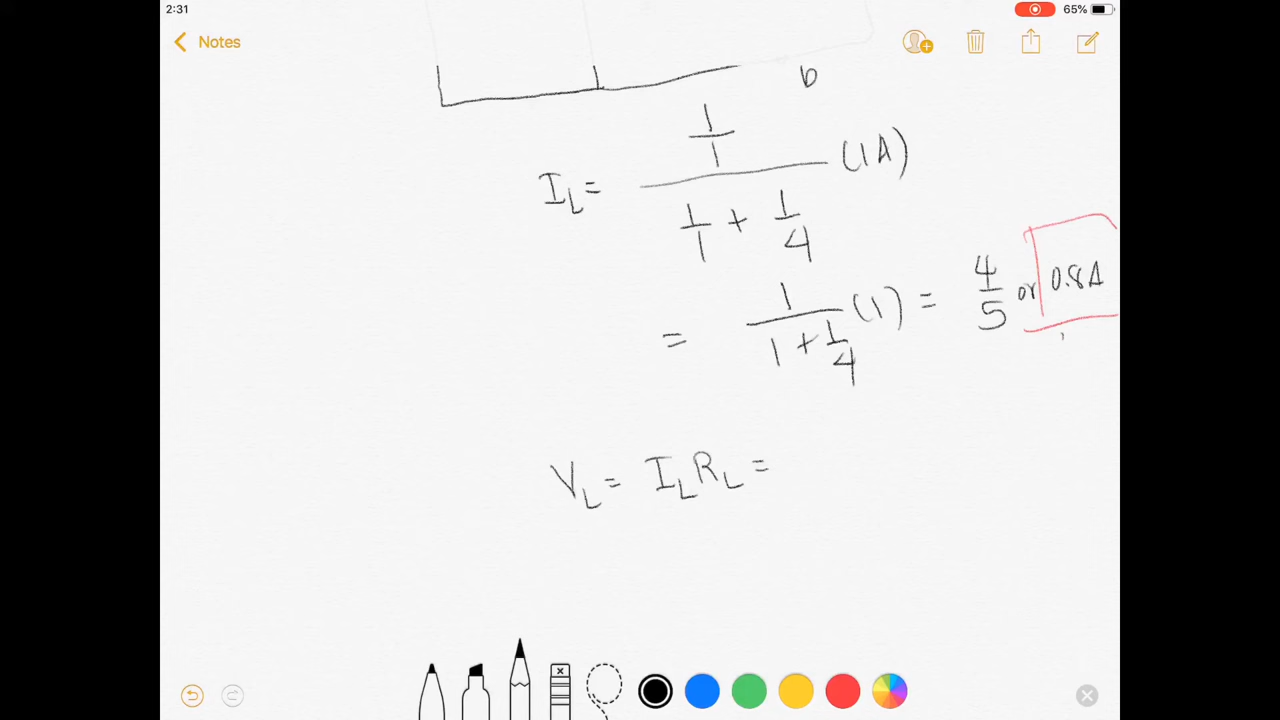 2:31 65%
Notes
b
I_L = (1/1) / (1/1 + 1/4) (1A)
= 1 / (1 + 1/4) (1) = 4/5 or 0.8A
V_L = I_L R_L =